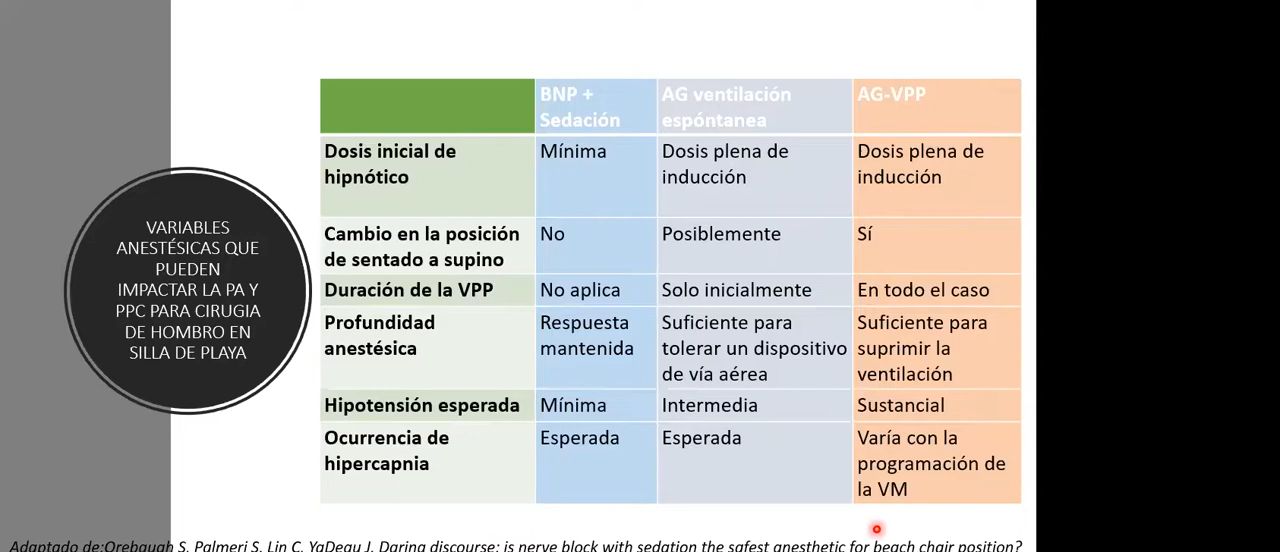 VARIABLES
ANESTÉSICAS QUE
PUEDEN
IMPACTAR LA PA Y
PPC PARA CIRUGIA
DE HOMBRO EN
SILLA DE PLAYA
BNP + Sedación
AG ventilación espóntanea
AG-VPP
Dosis inicial de hipnótico
Mínima
Dosis plena de inducción
Dosis plena de inducción
Cambio en la posición de sentado a supino
No
Posiblemente
Sí
Duración de la VPP
No aplica
Solo inicialmente
En todo el caso
Profundidad anestésica
Respuesta mantenida
Suficiente para tolerar un dispositivo de vía aérea
Suficiente para suprimir la ventilación
Hipotensión esperada
Mínima
Intermedia
Sustancial
Ocurrencia de hipercapnia
Esperada
Esperada
Varía con la programación de la VM
Adaptado de:Orebaugh S, Palmeri S, Lin C, YaDeau J. Daring discourse: is nerve block with sedation the safest anesthetic for beach chair position?